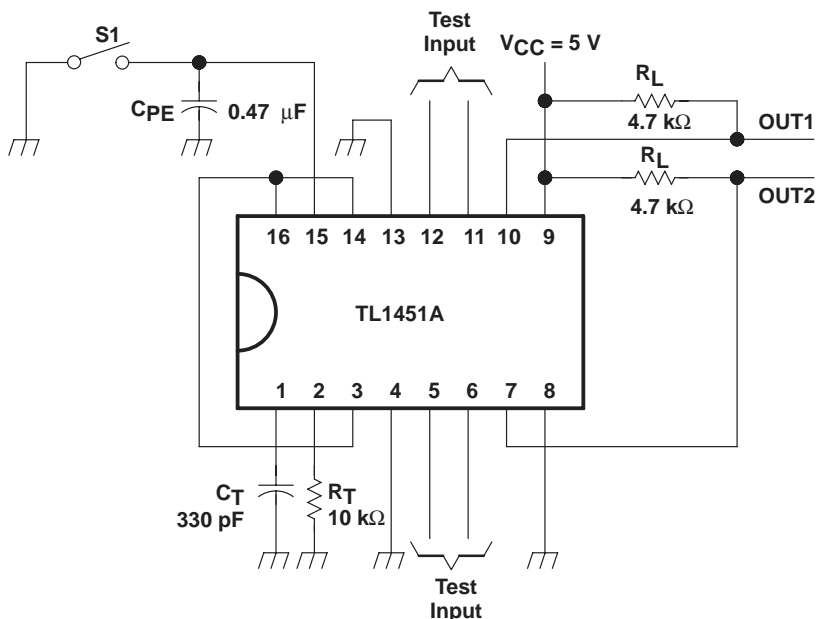 S1
Test
Input
VCC = 5 V
RL
4.7 kΩ
CPE
0.47 μF
OUT1
RL
4.7 kΩ
OUT2
16 15 14 13 12 11 10 9
TL1451A
1 2 3 4 5 6 7 8
CT
330 pF
RT
10 kΩ
Test
Input